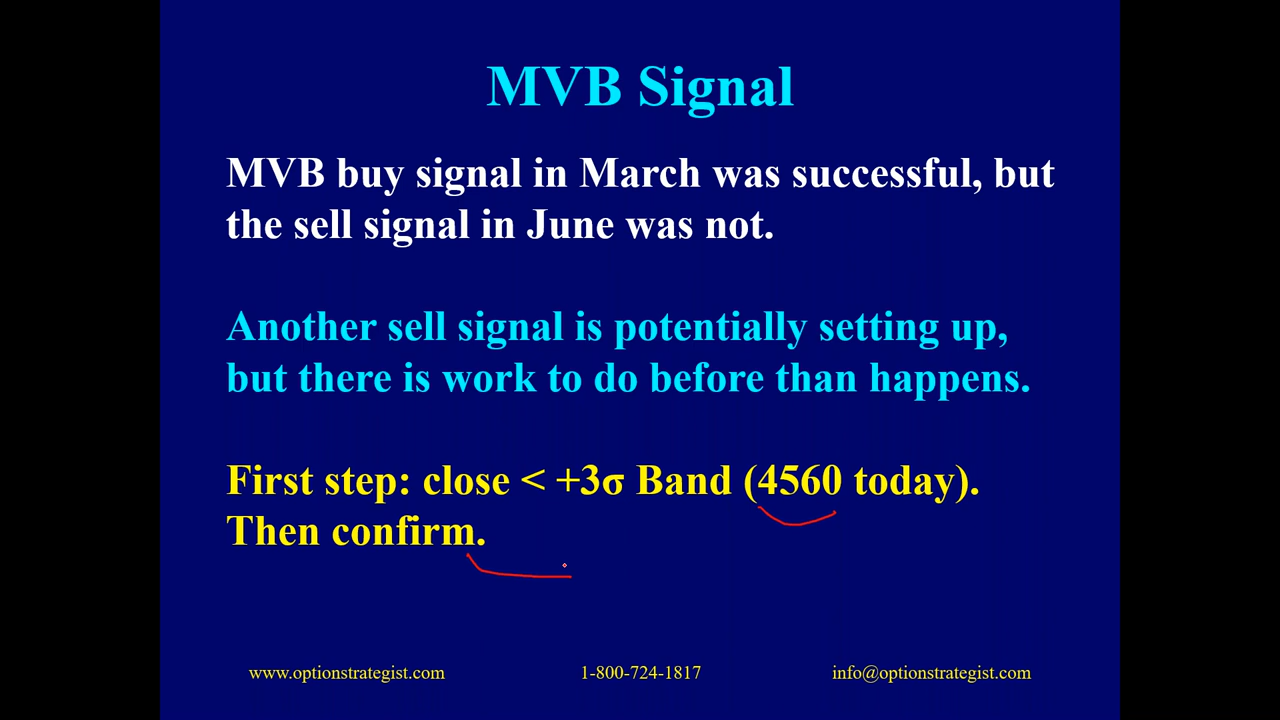 MVB Signal
MVB buy signal in March was successful, but
the sell signal in June was not.
Another sell signal is potentially setting up,
but there is work to do before than happens.
First step: close < +3σ Band (4560 today).
Then confirm.
www.optionstrategist.com 1-800-724-1817 info@optionstrategist.com